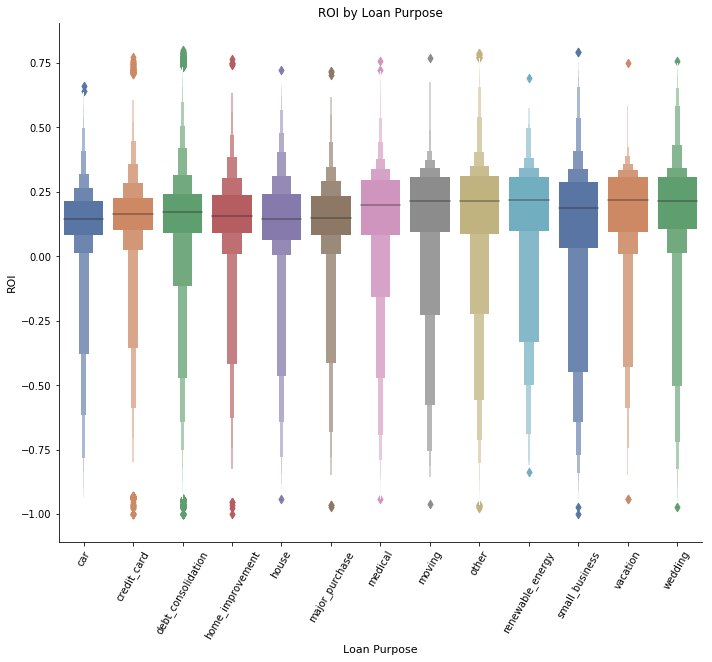 ROI by Loan Purpose
ROI
0.75
0.50
0.25
0.00
−0.25
−0.50
−0.75
−1.00
car
credit_card
debt_consolidation
home_improvement
house
major_purchase
medical
moving
other
renewable_energy
small_business
vacation
wedding
Loan Purpose